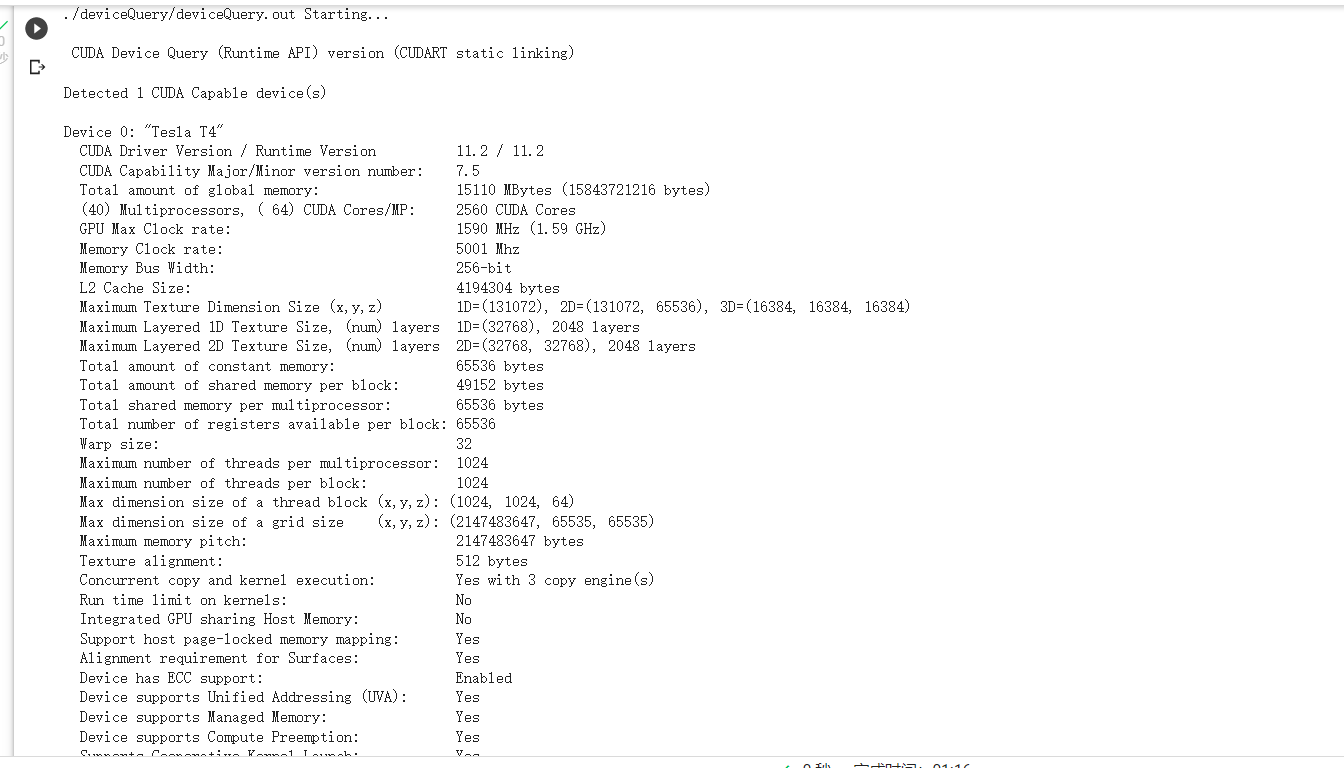 ./deviceQuery/deviceQuery.out Starting...
CUDA Device Query (Runtime API) version (CUDART static linking)
Detected 1 CUDA Capable device(s)
Device 0: "Tesla T4"
CUDA Driver Version / Runtime Version 11.2 / 11.2
CUDA Capability Major/Minor version number: 7.5
Total amount of global memory: 15110 MBytes (15843721216 bytes)
(40) Multiprocessors, ( 64) CUDA Cores/MP: 2560 CUDA Cores
GPU Max Clock rate: 1590 MHz (1.59 GHz)
Memory Clock rate: 5001 Mhz
Memory Bus Width: 256-bit
L2 Cache Size: 4194304 bytes
Maximum Texture Dimension Size (x,y,z) 1D=(131072), 2D=(131072, 65536), 3D=(16384, 16384, 16384)
Maximum Layered 1D Texture Size, (num) layers 1D=(32768), 2048 layers
Maximum Layered 2D Texture Size, (num) layers 2D=(32768, 32768), 2048 layers
Total amount of constant memory: 65536 bytes
Total amount of shared memory per block: 49152 bytes
Total shared memory per multiprocessor: 65536 bytes
Total number of registers available per block: 65536
Warp size: 32
Maximum number of threads per multiprocessor: 1024
Maximum number of threads per block: 1024
Max dimension size of a thread block (x,y,z): (1024, 1024, 64)
Max dimension size of a grid size (x,y,z): (2147483647, 65535, 65535)
Maximum memory pitch: 2147483647 bytes
Texture alignment: 512 bytes
Concurrent copy and kernel execution: Yes with 3 copy engine(s)
Run time limit on kernels: No
Integrated GPU sharing Host Memory: No
Support host page-locked memory mapping: Yes
Alignment requirement for Surfaces: Yes
Device has ECC support: Enabled
Device supports Unified Addressing (UVA): Yes
Device supports Managed Memory: Yes
Device supports Compute Preemption: Yes
Supports Cooperative Kernel Launch: Yes